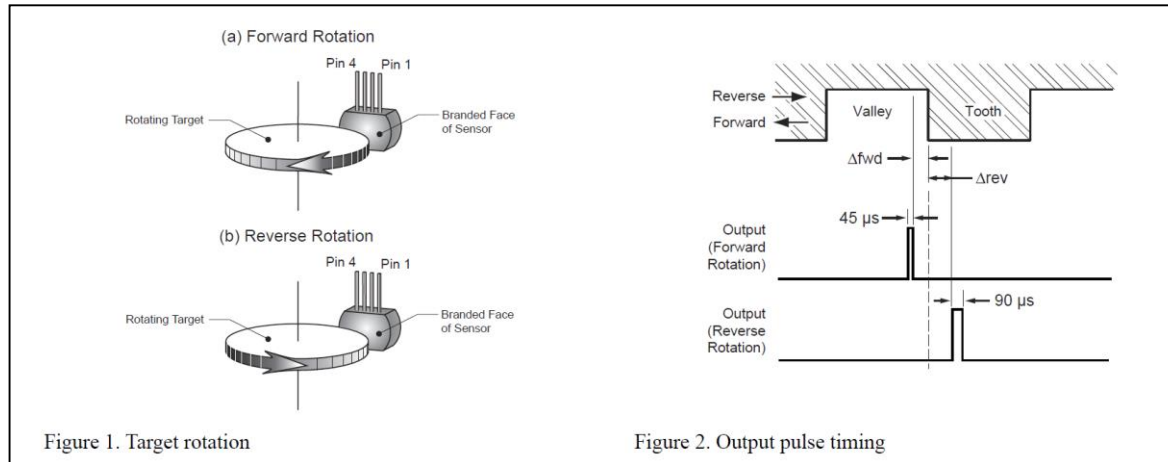 (a) Forward Rotation
Pin 4 Pin 1
Rotating Target
Branded Face
of Sensor
(b) Reverse Rotation
Pin 4 Pin 1
Rotating Target
Branded Face
of Sensor
Figure 1. Target rotation
Reverse
Forward
Valley
Tooth
Δfwd
Δrev
45 μs
Output
(Forward
Rotation)
90 μs
Output
(Reverse
Rotation)
Figure 2. Output pulse timing